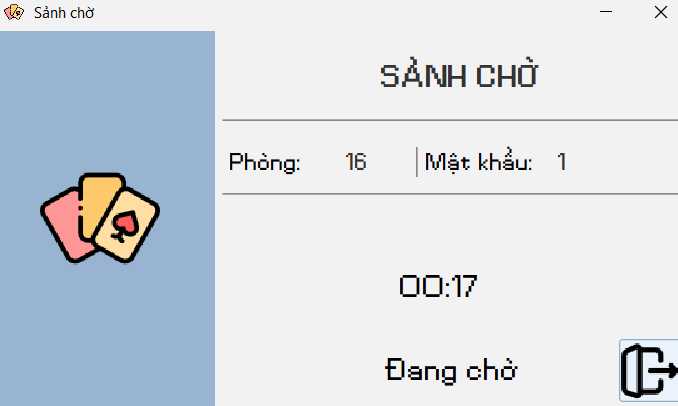 Sảnh chờ
SẢNH CHỜ
Phòng: 16 Mật khẩu: 1
00:17
Đang chờ